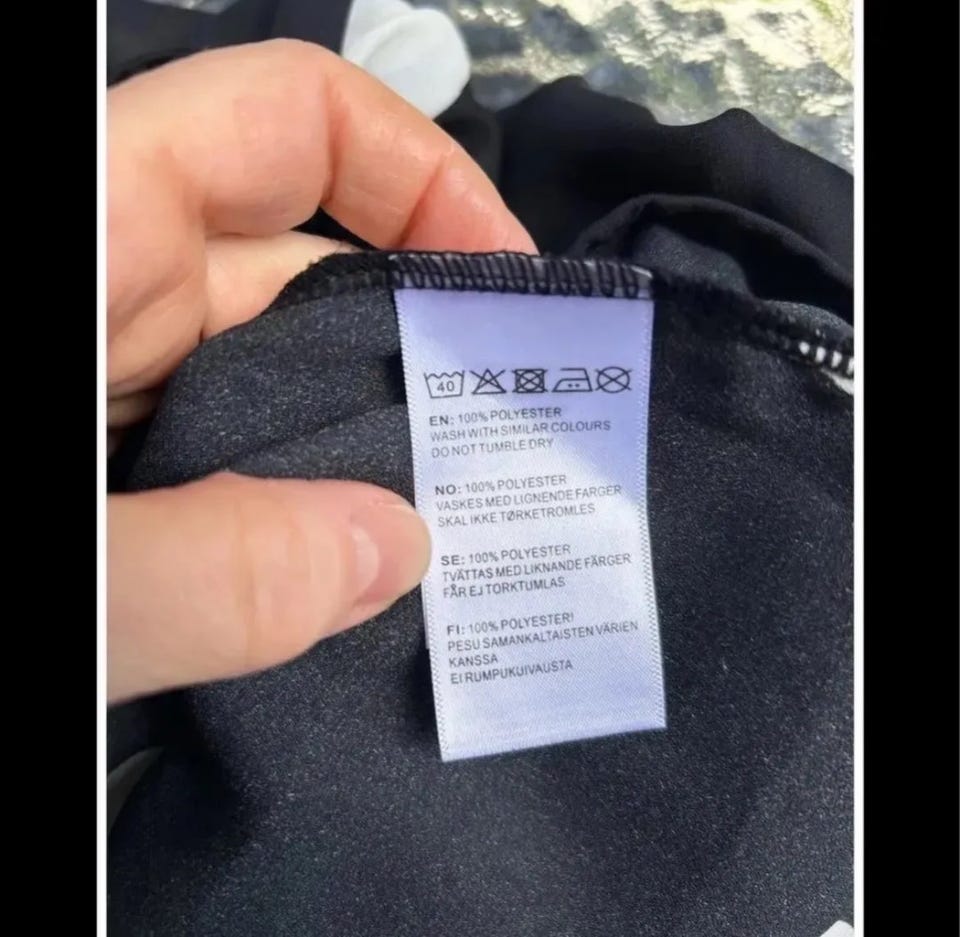 40
EN: 100% POLYESTER
WASH WITH SIMILAR COLOURS
DO NOT TUMBLE DRY
NO: 100% POLYESTER
VASKES MED LIGNENDE FARGER
SKAL IKKE TØRKETROMLES
SE: 100% POLYESTER
TVÄTTAS MED LIKNANDE FÄRGER
FÅR EJ TORKTUMLAS
FI: 100% POLYESTERI
PESU SAMANKALTAISTEN VÄRIEN
KANSSA
EI RUMPUKUIVAUSTA